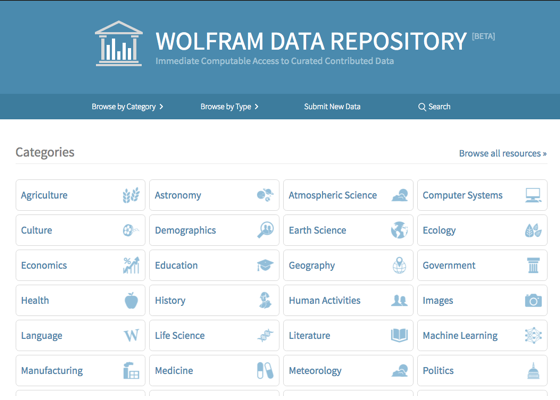 WOLFRAM DATA REPOSITORY [BETA]
Immediate Computable Access to Curated Contributed Data
Browse by Category > Browse by Type > Submit New Data Search
Categories Browse all resources »
Agriculture Astronomy Atmospheric Science Computer Systems
Culture Demographics Earth Science Ecology
Economics Education Geography Government
Health History Human Activities Images
Language W Life Science Literature Machine Learning
Manufacturing Medicine Meteorology Politics